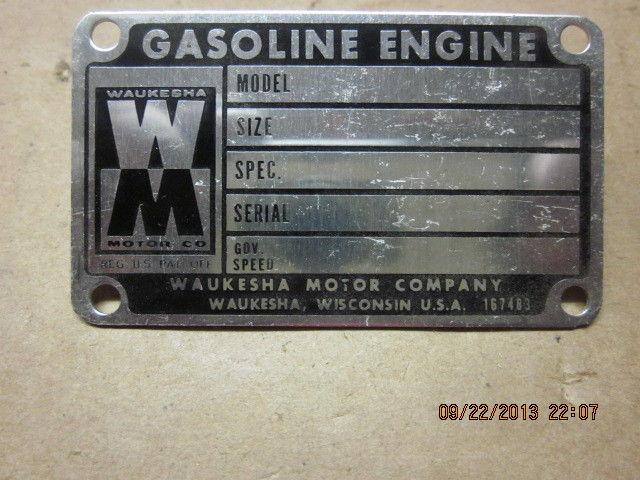 GASOLINE ENGINE
WAUKESHA
WM
MOTOR CO
REG. U.S. PAT. OFF.
MODEL
SIZE
SPEC.
SERIAL
GOV.
SPEED
WAUKESHA MOTOR COMPANY
WAUKESHA, WISCONSIN U.S.A.
09/22/2013 22:07